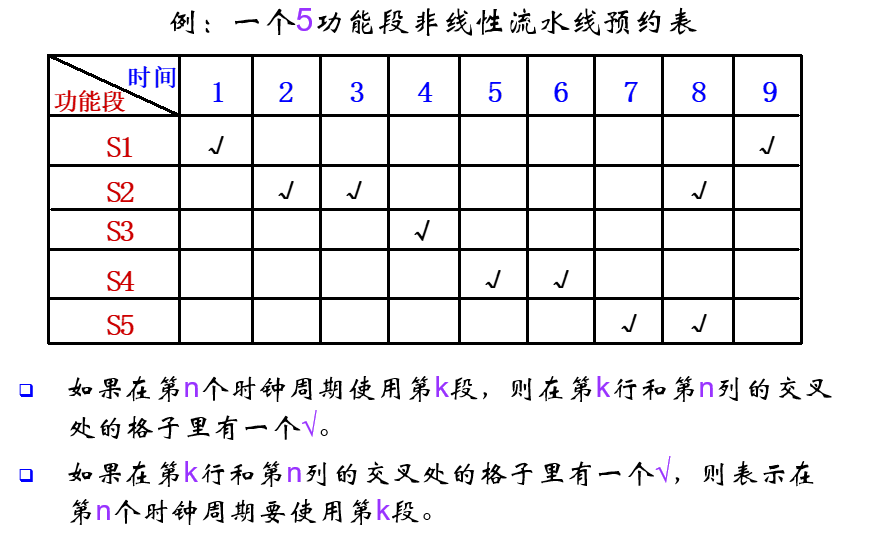 例：一个5功能段非线性流水线预约表
时间
功能段 1 2 3 4 5 6 7 8 9
S1 √ √
S2 √ √ √
S3 √
S4 √ √
S5 √ √
如果在第n个时钟周期使用第k段，则在第k行和第n列的交叉
处的格子里有一个√。
如果在第k行和第n列的交叉处的格子里有一个√，则表示在
第n个时钟周期要使用第k段。